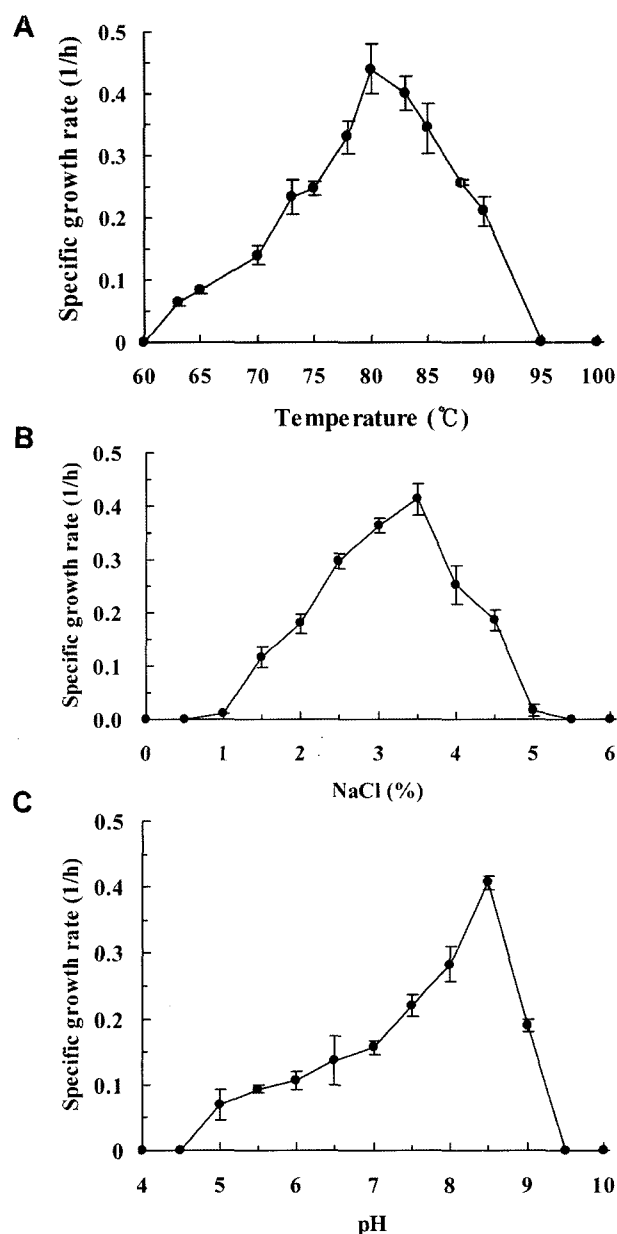 A
Specific growth rate (1/h)
0.5
0.4
0.3
0.2
0.1
0
60 65 70 75 80 85 90 95 100
Temperature (℃)
B
Specific growth rate (1/h)
0.5
0.4
0.3
0.2
0.1
0.0
0 1 2 3 4 5 6
NaCl (%)
C
Specific growth rate (1/h)
0.5
0.4
0.3
0.2
0.1
0
4 5 6 7 8 9 10
pH